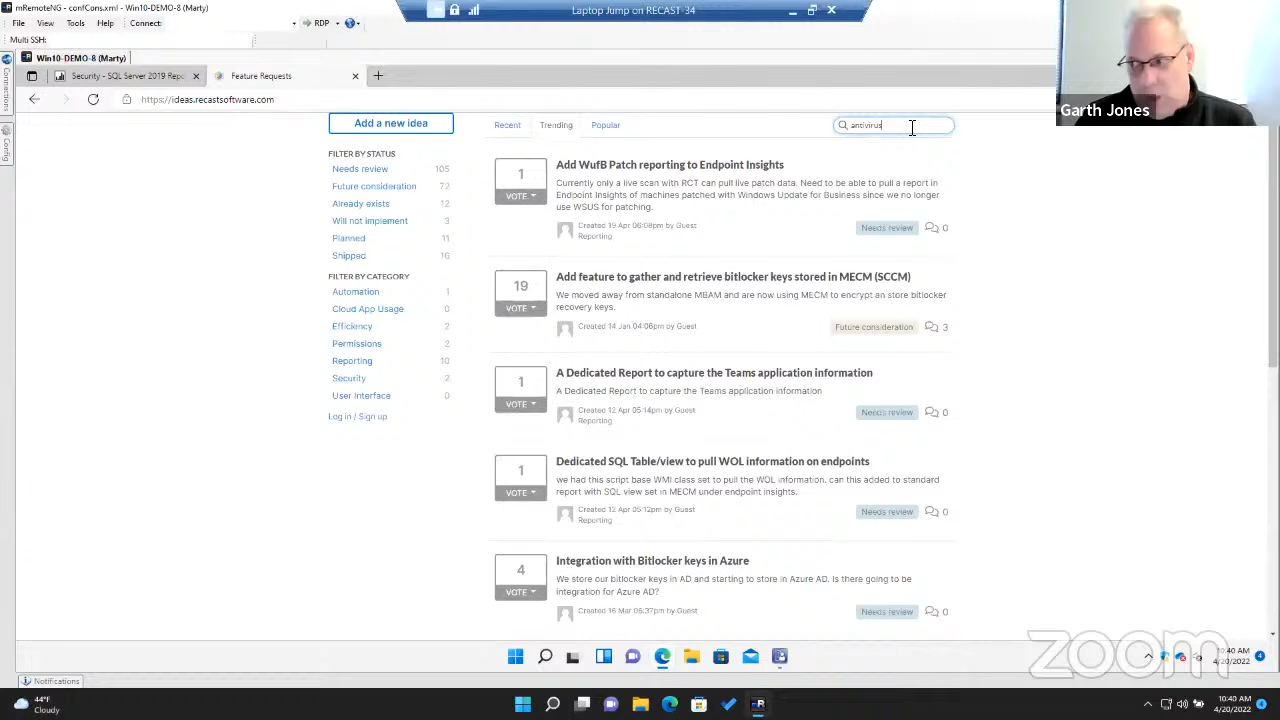 mRemoteNG - confCons.xml - Win10-DEMO-8 (Marty)
Laptop Jump on RECAST-34
File View Tools Help Connect: RDP
Multi SSH:
Win10-DEMO-8 (Marty)
Security - SQL Server 2019 Repo
Feature Requests
https://ideas.recastsoftware.com
Garth Jones
Connections
Config
Add a new idea
Recent Trending Popular
antivirus
FILTER BY STATUS
Needs review 105
Future consideration 72
Already exists 12
Will not implement 3
Planned 11
Shipped 16
FILTER BY CATEGORY
Automation 1
Cloud App Usage 0
Efficiency 2
Permissions 2
Reporting 10
Security 2
User Interface 0
Log in / Sign up
1
VOTE
Add WufB Patch reporting to Endpoint Insights
Currently only a live scan with RCT can pull live patch data. Need to be able to pull a report in
Endpoint Insights of machines patched with Windows Update for Business since we no longer
use WSUS for patching.
Created 19 Apr 06:08pm by Guest
Reporting
Needs review 0
19
VOTE
Add feature to gather and retrieve bitlocker keys stored in MECM (SCCM)
We moved away from standalone MBAM and are now using MECM to encrypt an store bitlocker
recovery keys.
Created 14 Jan 04:06pm by Guest
Future consideration 3
1
VOTE
A Dedicated Report to capture the Teams application information
A Dedicated Report to capture the Teams application information
Created 12 Apr 05:14pm by Guest
Reporting
Needs review 0
1
VOTE
Dedicated SQL Table/view to pull WOL information on endpoints
we had this script base WMI class set to pull the WOL information. can this added to standard
report with SQL view set in MECM under endpoint insights.
Created 12 Apr 05:12pm by Guest
Reporting
Needs review 0
4
VOTE
Integration with Bitlocker keys in Azure
We store our bitlocker keys in AD and starting to store in Azure AD. Is there going to be
integration for Azure AD?
Created 16 Mar 06:37pm by Guest
Needs review 0
zoom
10:40 AM
4/20/2022
Notifications
44°F
Cloudy
10:40 AM
4/20/2022